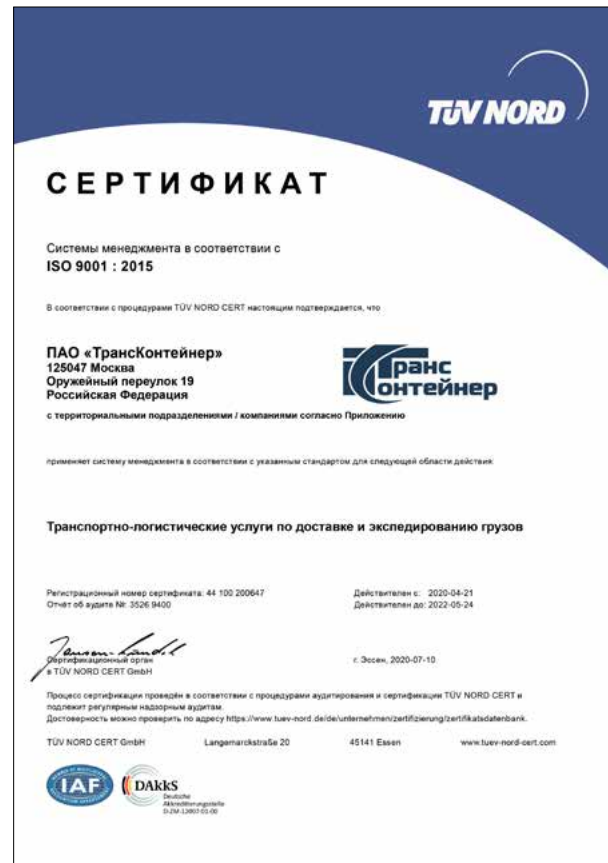 TÜV NORD
СЕРТИФИКАТ
Системы менеджмента в соответствии с
ISO 9001 : 2015
В соответствии с процедурами TÜV NORD CERT настоящим подтверждается, что
ПАО «ТрансКонтейнер»
125047 Москва
Оружейный переулок 19
Российская Федерация
Транс
Контейнер
с территориальными подразделениями / компаниями согласно Приложению
применяет систему менеджмента в соответствии с указанным стандартом для следующей области действия:
Транспортно-логистические услуги по доставке и экспедированию грузов
Регистрационный номер сертификата: 44 100 200647
Отчёт об аудите №: 3526 9400
Действителен с: 2020-04-21
Действителен до: 2022-05-24
Сертификационный орган
в TÜV NORD CERT GmbH
г. Эссен, 2020-07-10
Процесс сертификации проведён в соответствии с процедурами аудитирования и сертификации TÜV NORD CERT и
подлежит регулярным надзорным аудитам.
Достоверность можно проверить по адресу https://www.tuev-nord.de/de/unternehmen/zertifizierung/zertifikatsdatenbank.
TÜV NORD CERT GmbH Langemarckstraße 20 45141 Essen www.tuev-nord-cert.com
IAF
DAkkS
Deutsche
Akkreditierungsstelle
D-ZM-12007-01-00